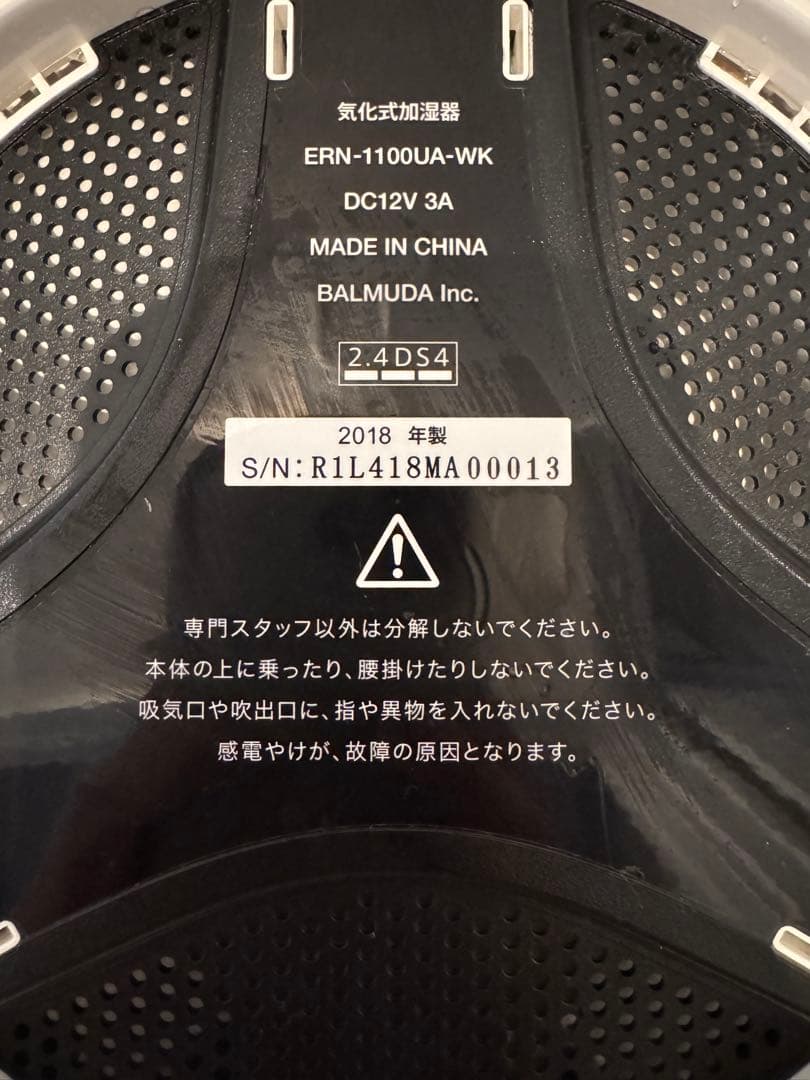 気化式加湿器
ERN-1100UA-WK
DC12V 3A
MADE IN CHINA
BALMUDA Inc.
2.4DS4
2018 年製
S/N: R1L418MA00013
専門スタッフ以外は分解しないでください。
本体の上に乗ったり、腰掛けたりしないでください。
吸気口や吹出口に、指や異物を入れないでください。
感電やけが、故障の原因となります。